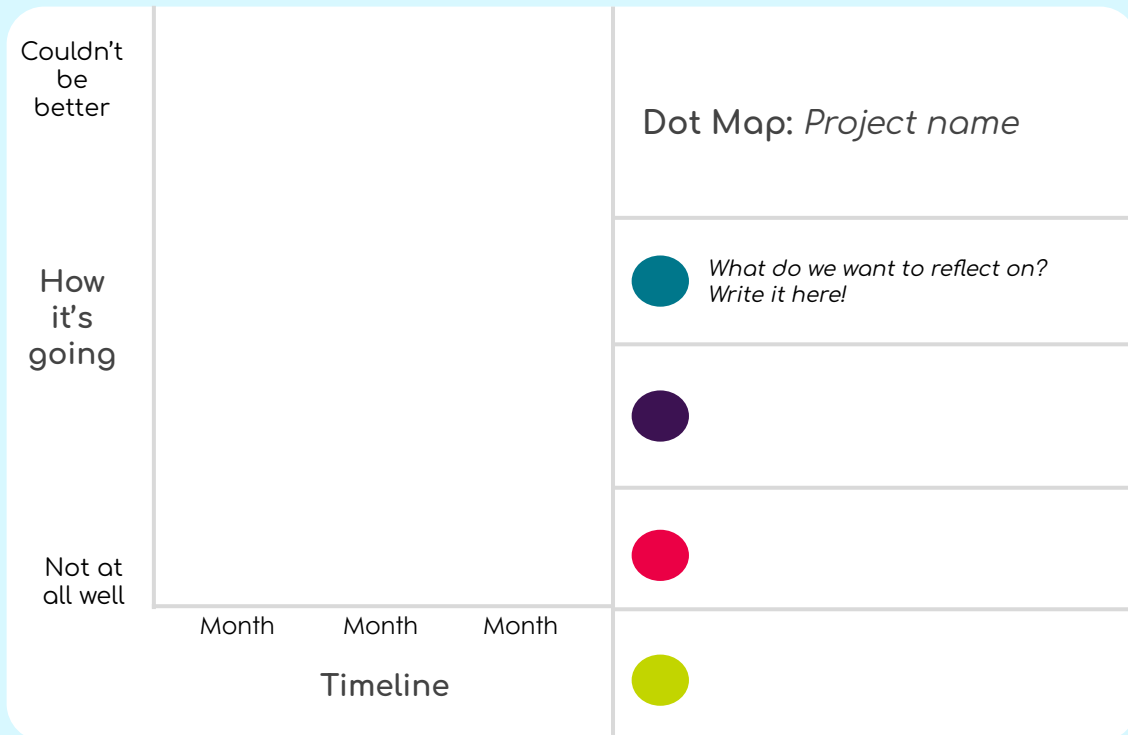 Couldn't
be
better
How
it's
going
Not at
all well
Month Month Month
Timeline
Dot Map: Project name
What do we want to reflect on?
Write it here!